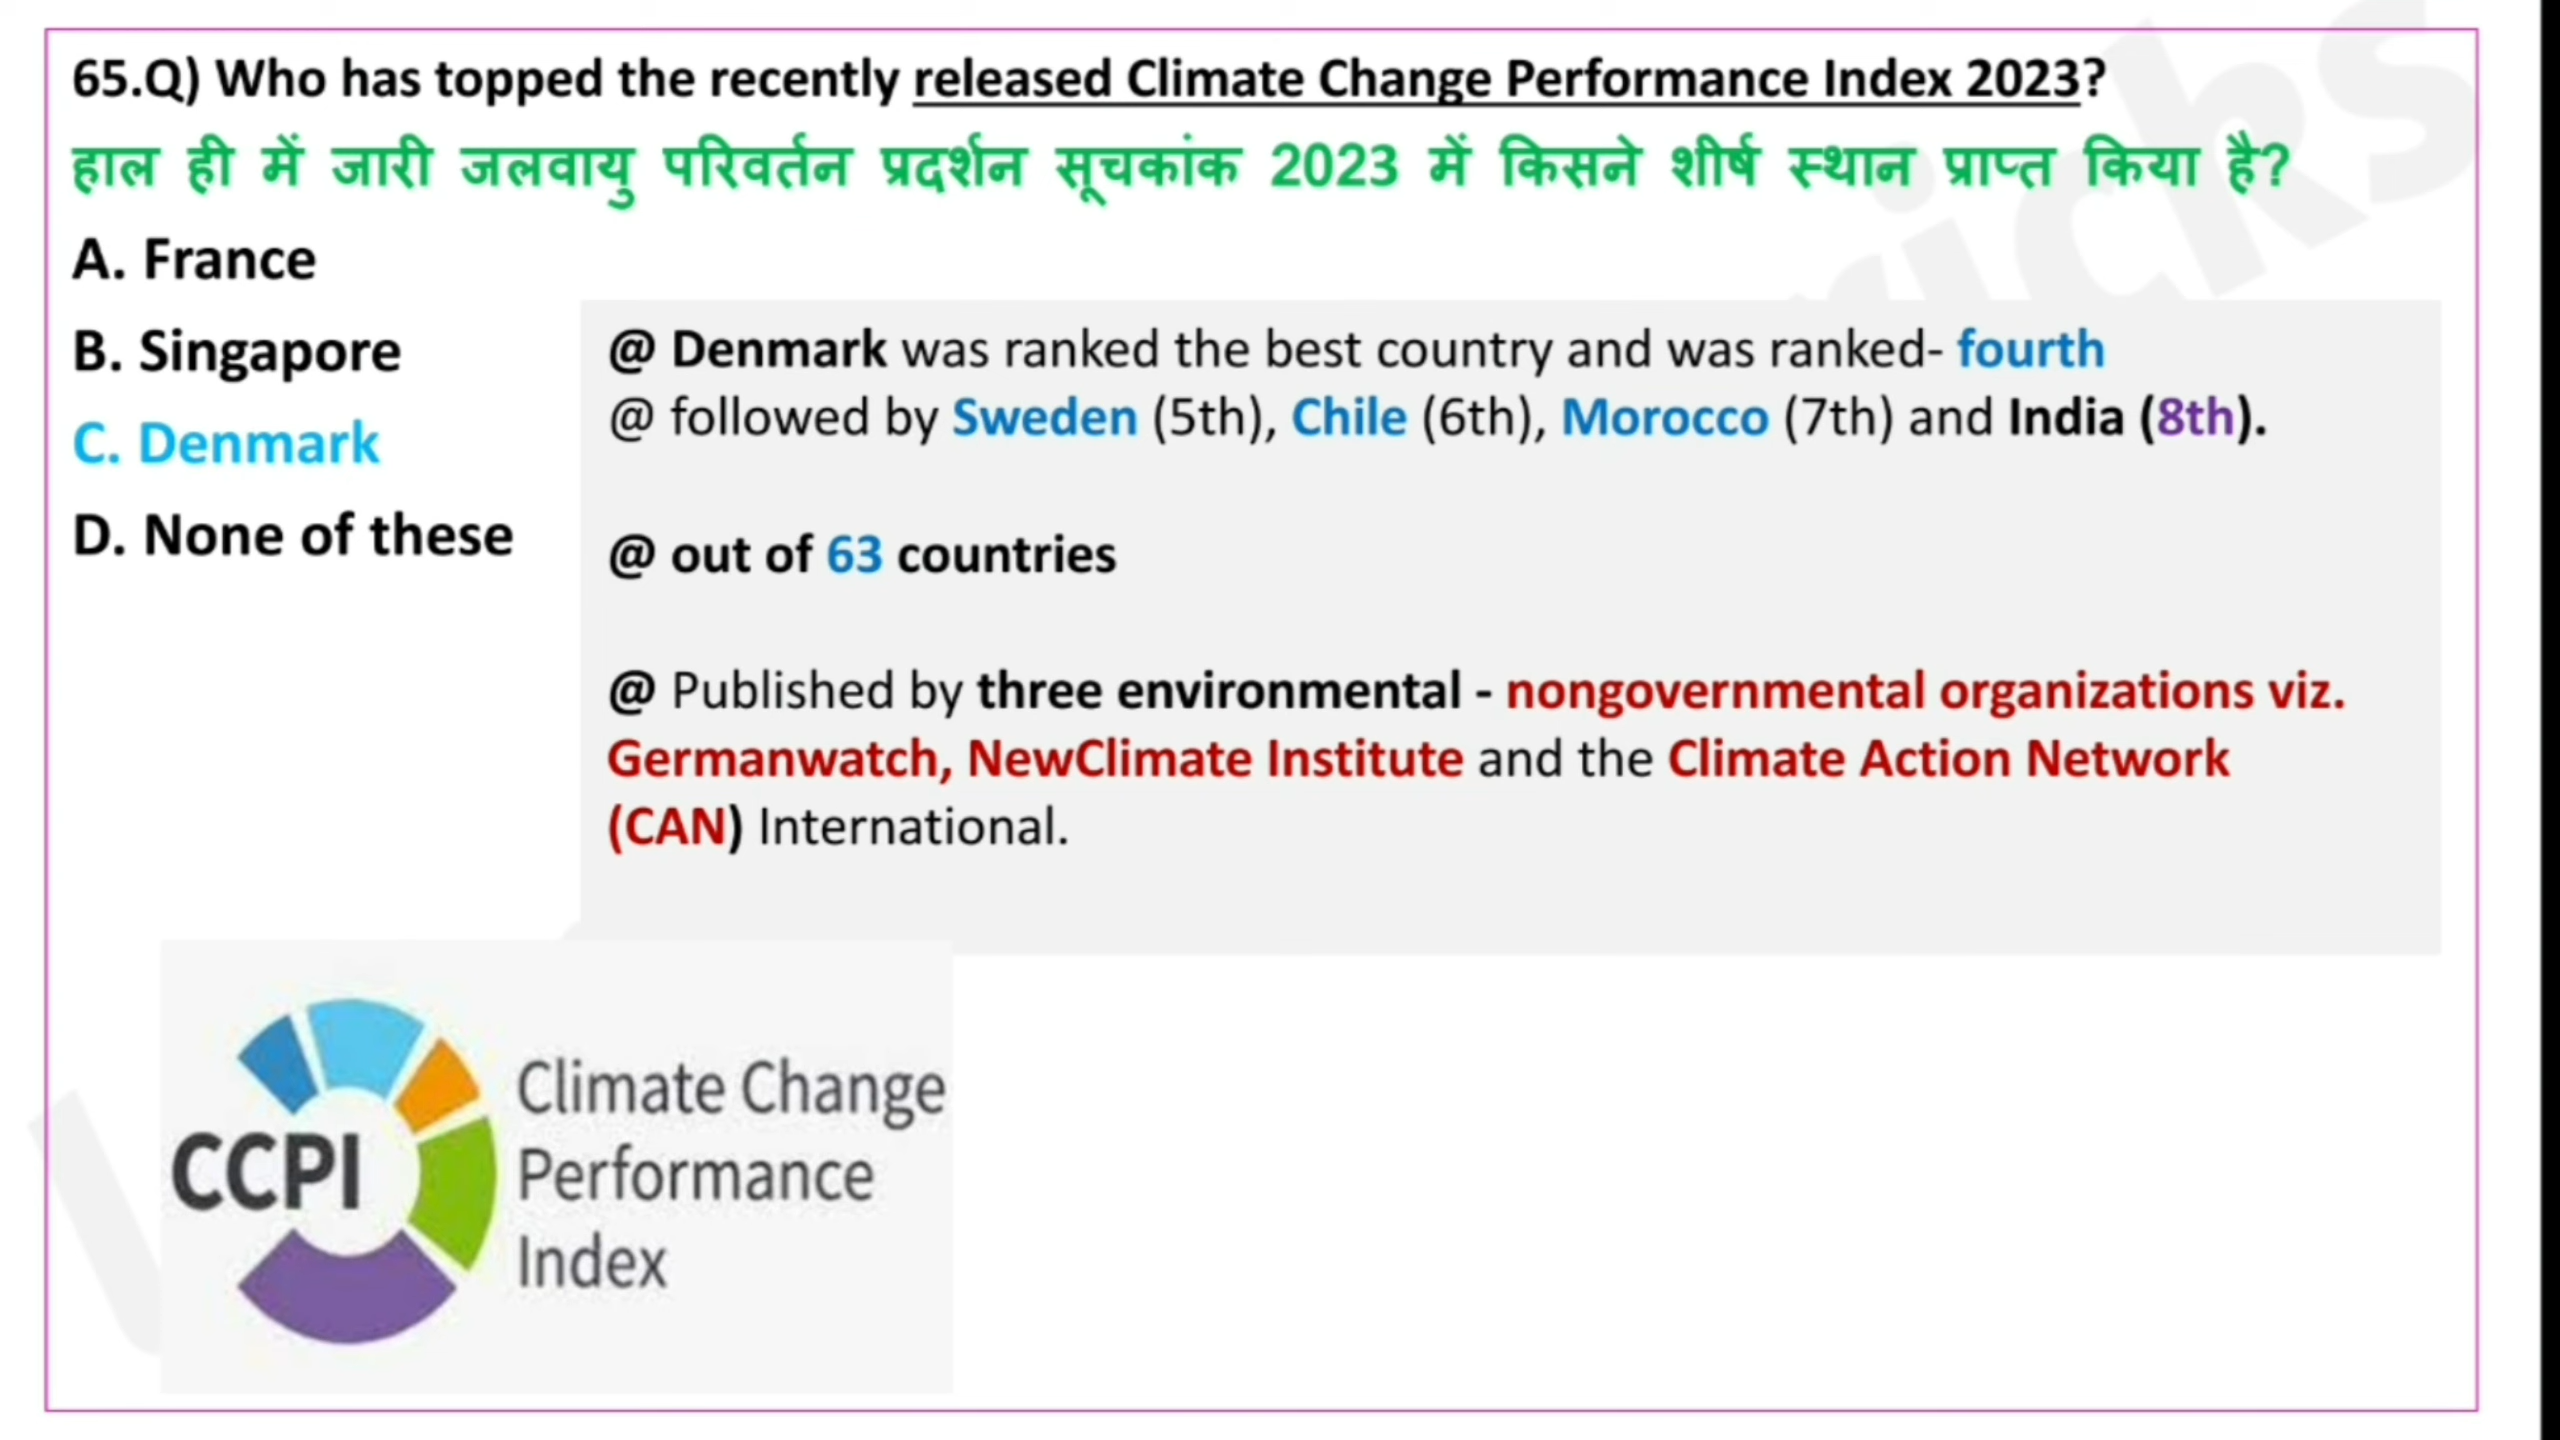 65.Q) Who has topped the recently released Climate Change Performance Index 2023?
हाल ही में जारी जलवायु परिवर्तन प्रदर्शन सूचकांक 2023 में किसने शीर्ष स्थान प्राप्त किया है?
A. France
B. Singapore
C. Denmark
D. None of these
@ Denmark was ranked the best country and was ranked- fourth
@ followed by Sweden (5th), Chile (6th), Morocco (7th) and India (8th).
@ out of 63 countries
@ Published by three environmental - nongovernmental organizations viz.
Germanwatch, NewClimate Institute and the Climate Action Network
(CAN) International.
CCPI
Climate Change
Performance
Index